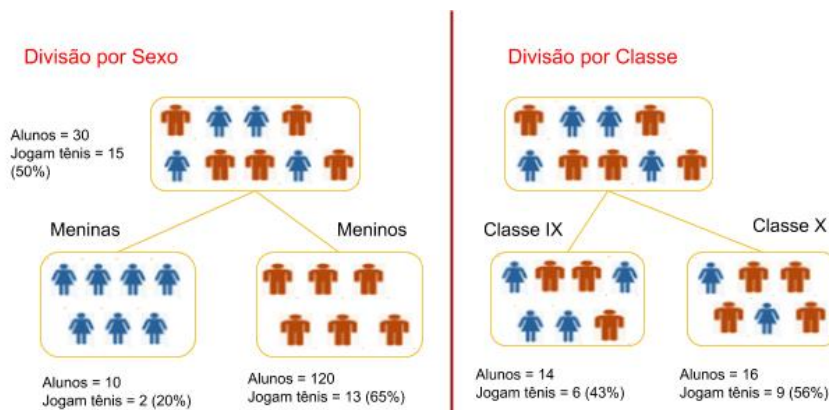 Divisão por Sexo
Alunos = 30
Jogam tênis = 15
(50%)
Meninas
Meninos
Alunos = 10
Jogam tênis = 2 (20%)
Alunos = 120
Jogam tênis = 13 (65%)
Divisão por Classe
Classe IX
Classe X
Alunos = 14
Jogam tênis = 6 (43%)
Alunos = 16
Jogam tênis = 9 (56%)